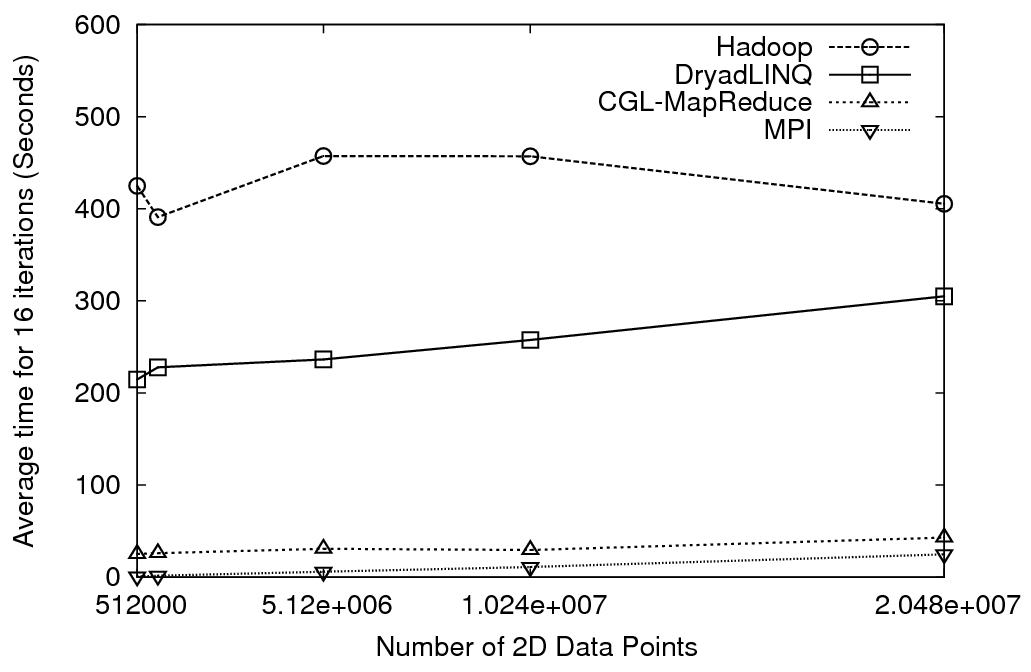 600
500
400
300
200
100
0
Average time for 16 iterations (Seconds)
Hadoop
DryadLINQ
CGL-MapReduce
MPI
512000 5.12e+006 1.024e+007 2.048e+007
Number of 2D Data Points